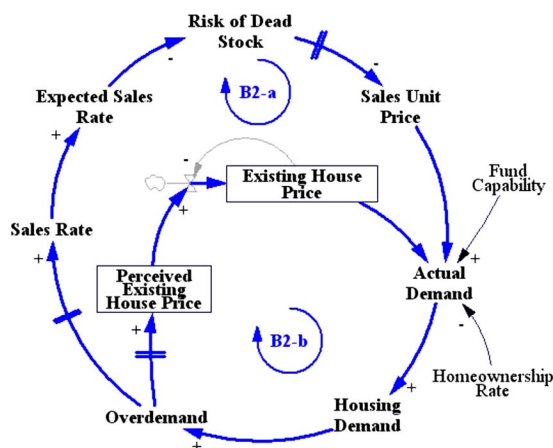 Risk of Dead
Stock
-
-
B2-a
Expected Sales
Rate
Sales Unit
Price
+
-
Existing House
Price
Fund
Capability
+
Sales Rate
+
Perceived
Existing
House Price
+
Actual
Demand
+
-
B2-b
+
Homeownership
Rate
Housing
Demand
Overdemand
+